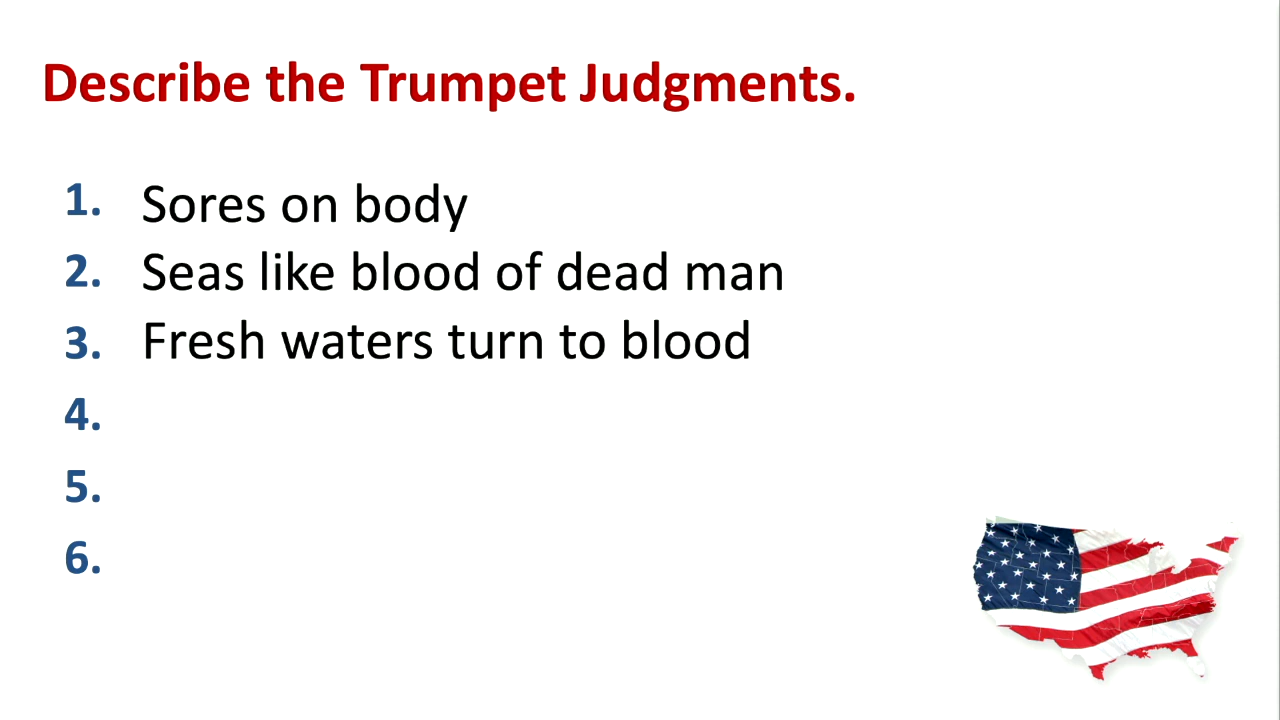 Describe the Trumpet Judgments.
1. Sores on body
2. Seas like blood of dead man
3. Fresh waters turn to blood
4.
5.
6.